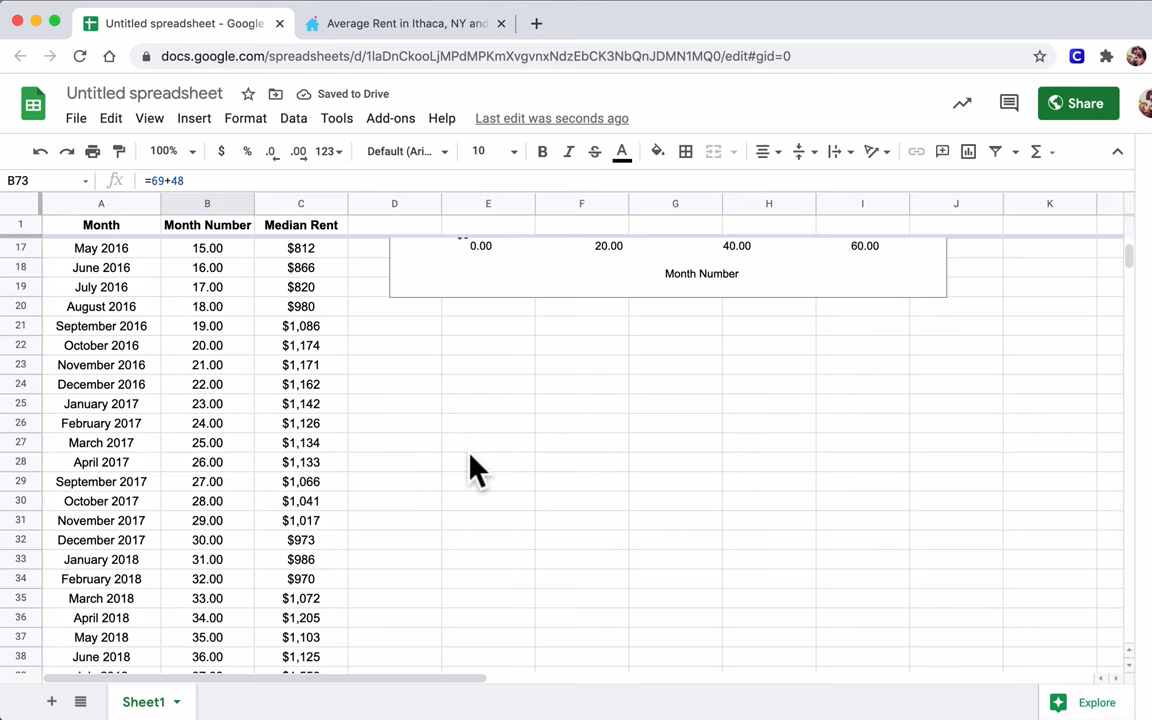 Untitled spreadsheet - Google
Average Rent in Ithaca, NY and
docs.google.com/spreadsheets/d/1laDnCkooLjMPdMPKmXvgvnxNdzEbCK3NbQnJDMN1MQ0/edit#gid=0
Untitled spreadsheet
Saved to Drive
Share
File Edit View Insert Format Data Tools Add-ons Help Last edit was seconds ago
100% $ % .0 .00 123 Default (Ari... 10 B I S A
B73 fx =69+48
A B C D E F G H I J K
1 Month Month Number Median Rent
17 May 2016 15.00 $812 0.00 20.00 40.00 60.00
18 June 2016 16.00 $866 Month Number
19 July 2016 17.00 $820
20 August 2016 18.00 $980
21 September 2016 19.00 $1,086
22 October 2016 20.00 $1,174
23 November 2016 21.00 $1,171
24 December 2016 22.00 $1,162
25 January 2017 23.00 $1,142
26 February 2017 24.00 $1,126
27 March 2017 25.00 $1,134
28 April 2017 26.00 $1,133
29 September 2017 27.00 $1,066
30 October 2017 28.00 $1,041
31 November 2017 29.00 $1,017
32 December 2017 30.00 $973
33 January 2018 31.00 $986
34 February 2018 32.00 $970
35 March 2018 33.00 $1,072
36 April 2018 34.00 $1,205
37 May 2018 35.00 $1,103
38 June 2018 36.00 $1,125
Sheet1
Explore